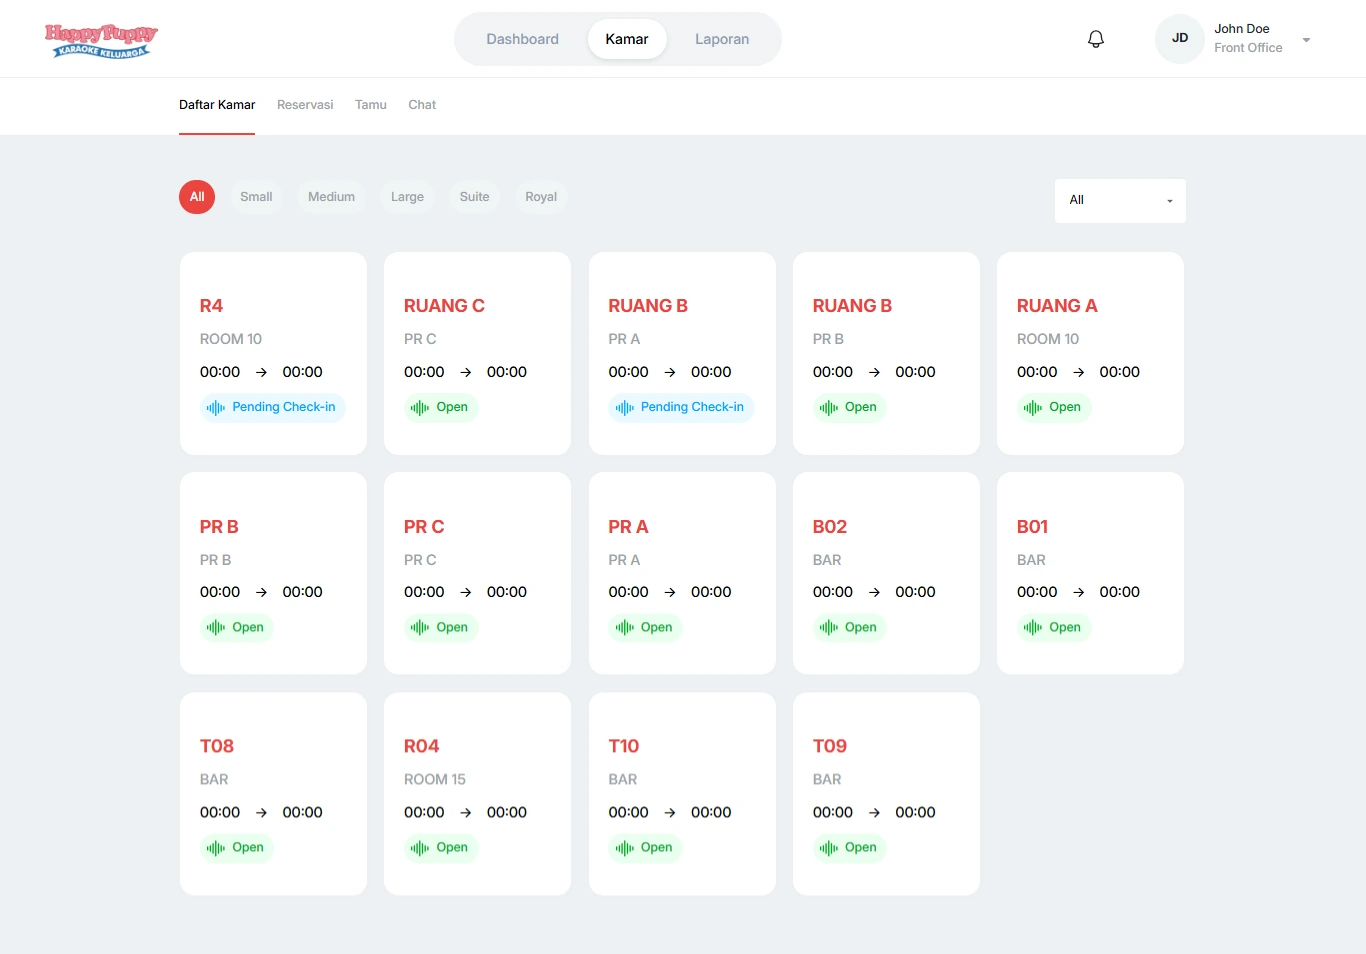 HappyPuppy
KARAOKE KELUARGA
Dashboard
Kamar
Laporan
JD
John Doe
Front Office
Daftar Kamar
Reservasi
Tamu
Chat
All
Small
Medium
Large
Suite
Royal
All
R4
ROOM 10
00:00 → 00:00
Pending Check-in
RUANG C
PR C
00:00 → 00:00
Open
RUANG B
PR A
00:00 → 00:00
Pending Check-in
RUANG B
PR B
00:00 → 00:00
Open
RUANG A
ROOM 10
00:00 → 00:00
Open
PR B
PR B
00:00 → 00:00
Open
PR C
PR C
00:00 → 00:00
Open
PR A
PR A
00:00 → 00:00
Open
B02
BAR
00:00 → 00:00
Open
B01
BAR
00:00 → 00:00
Open
T08
BAR
00:00 → 00:00
Open
R04
ROOM 15
00:00 → 00:00
Open
T10
BAR
00:00 → 00:00
Open
T09
BAR
00:00 → 00:00
Open